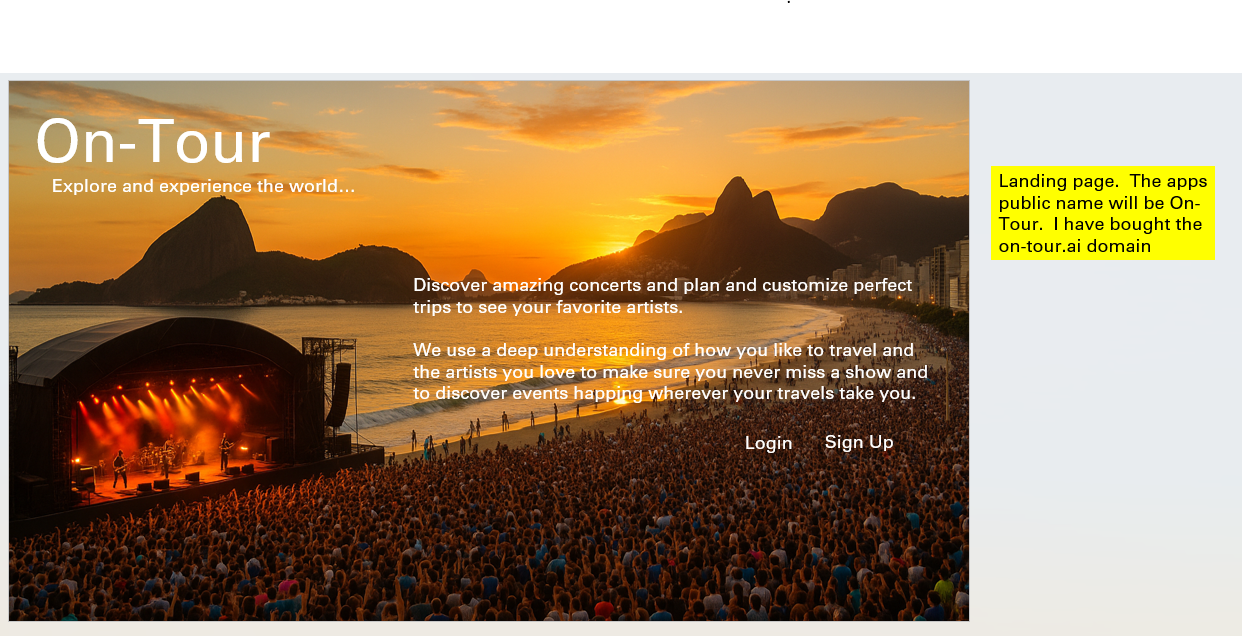 On-Tour
Explore and experience the world...
Discover amazing concerts and plan and customize perfect
trips to see your favorite artists.
We use a deep understanding of how you like to travel and
the artists you love to make sure you never miss a show and
to discover events happing wherever your travels take you.
Login
Sign Up
Landing page.  The apps
public name will be On-
Tour.  I have bought the
on-tour.ai domain